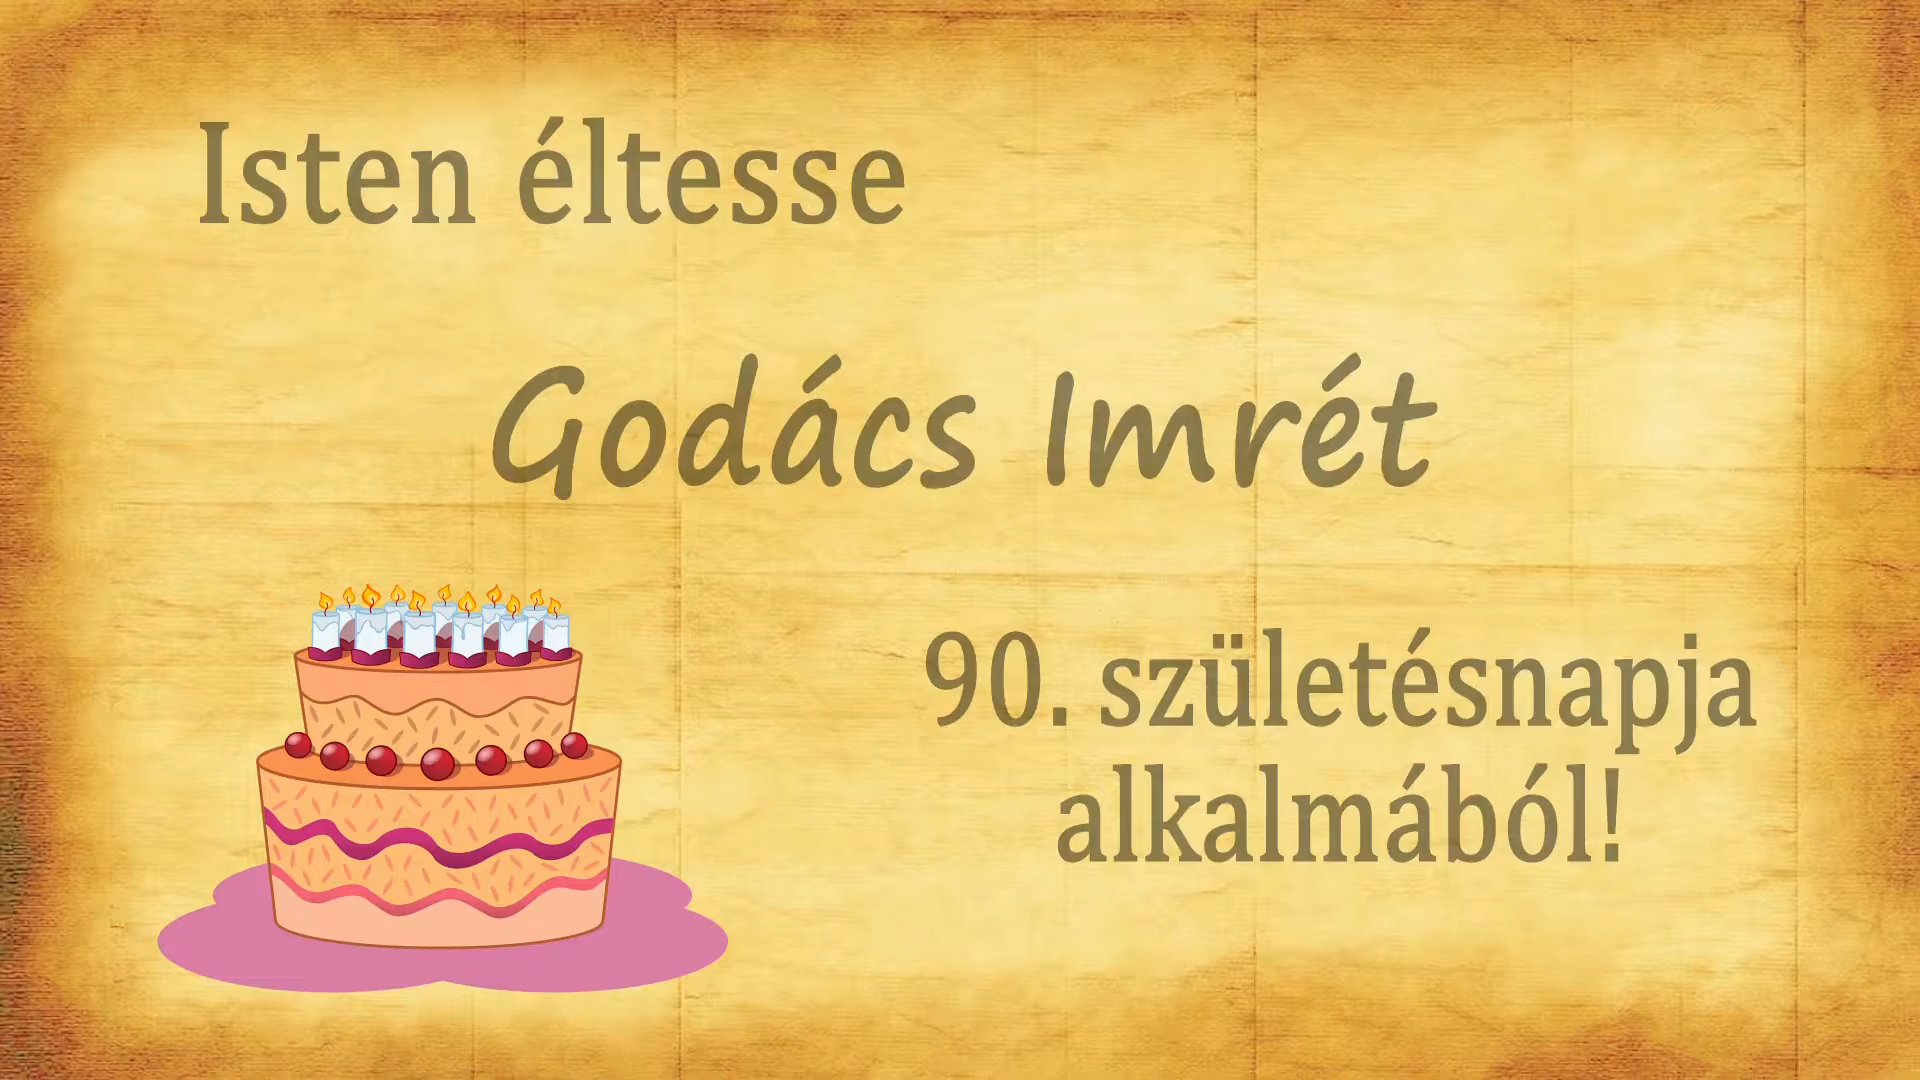 Isten éltesse
Godács Imrét
90. születésnapja
alkalmából!